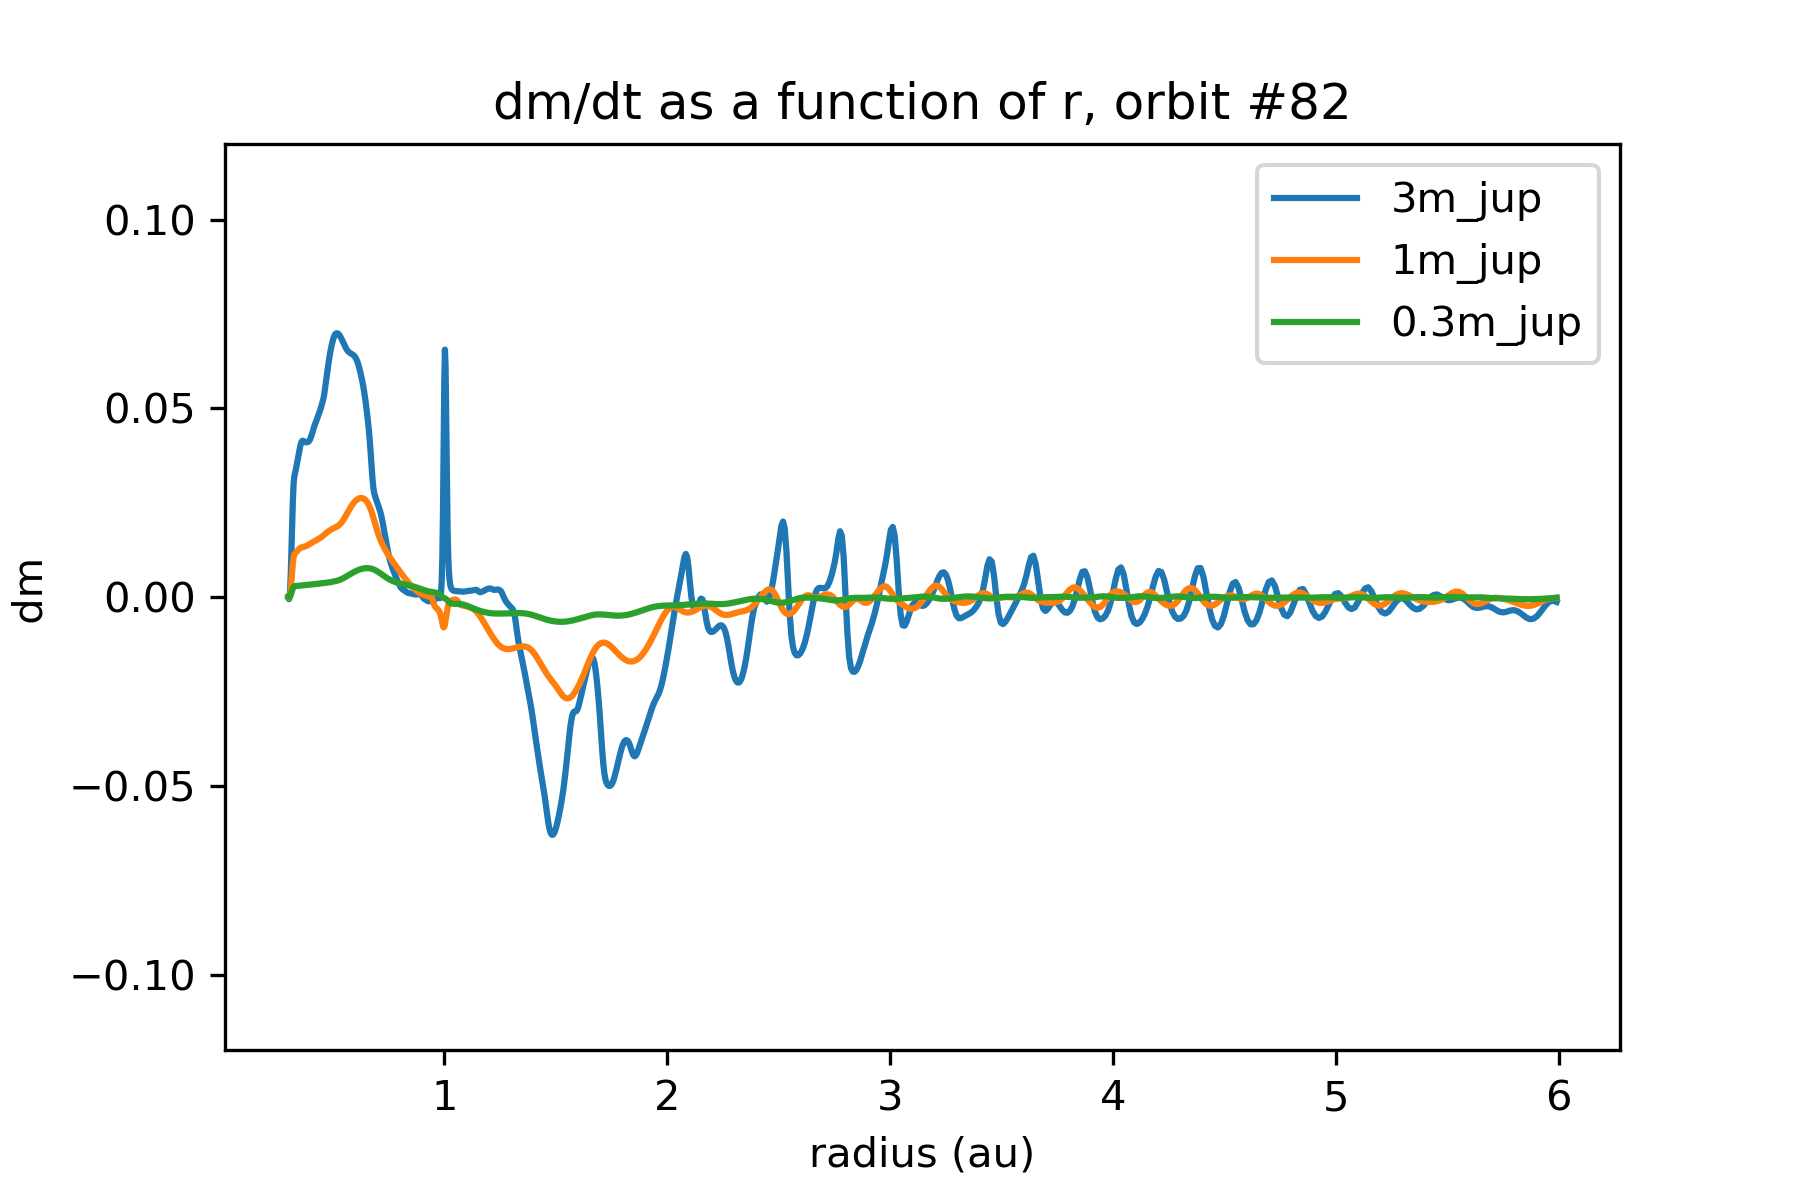 dm/dt as a function of r, orbit #82
3m_jup
1m_jup
0.3m_jup
0.10
0.05
0.00
−0.05
−0.10
dm
1 2 3 4 5 6
radius (au)